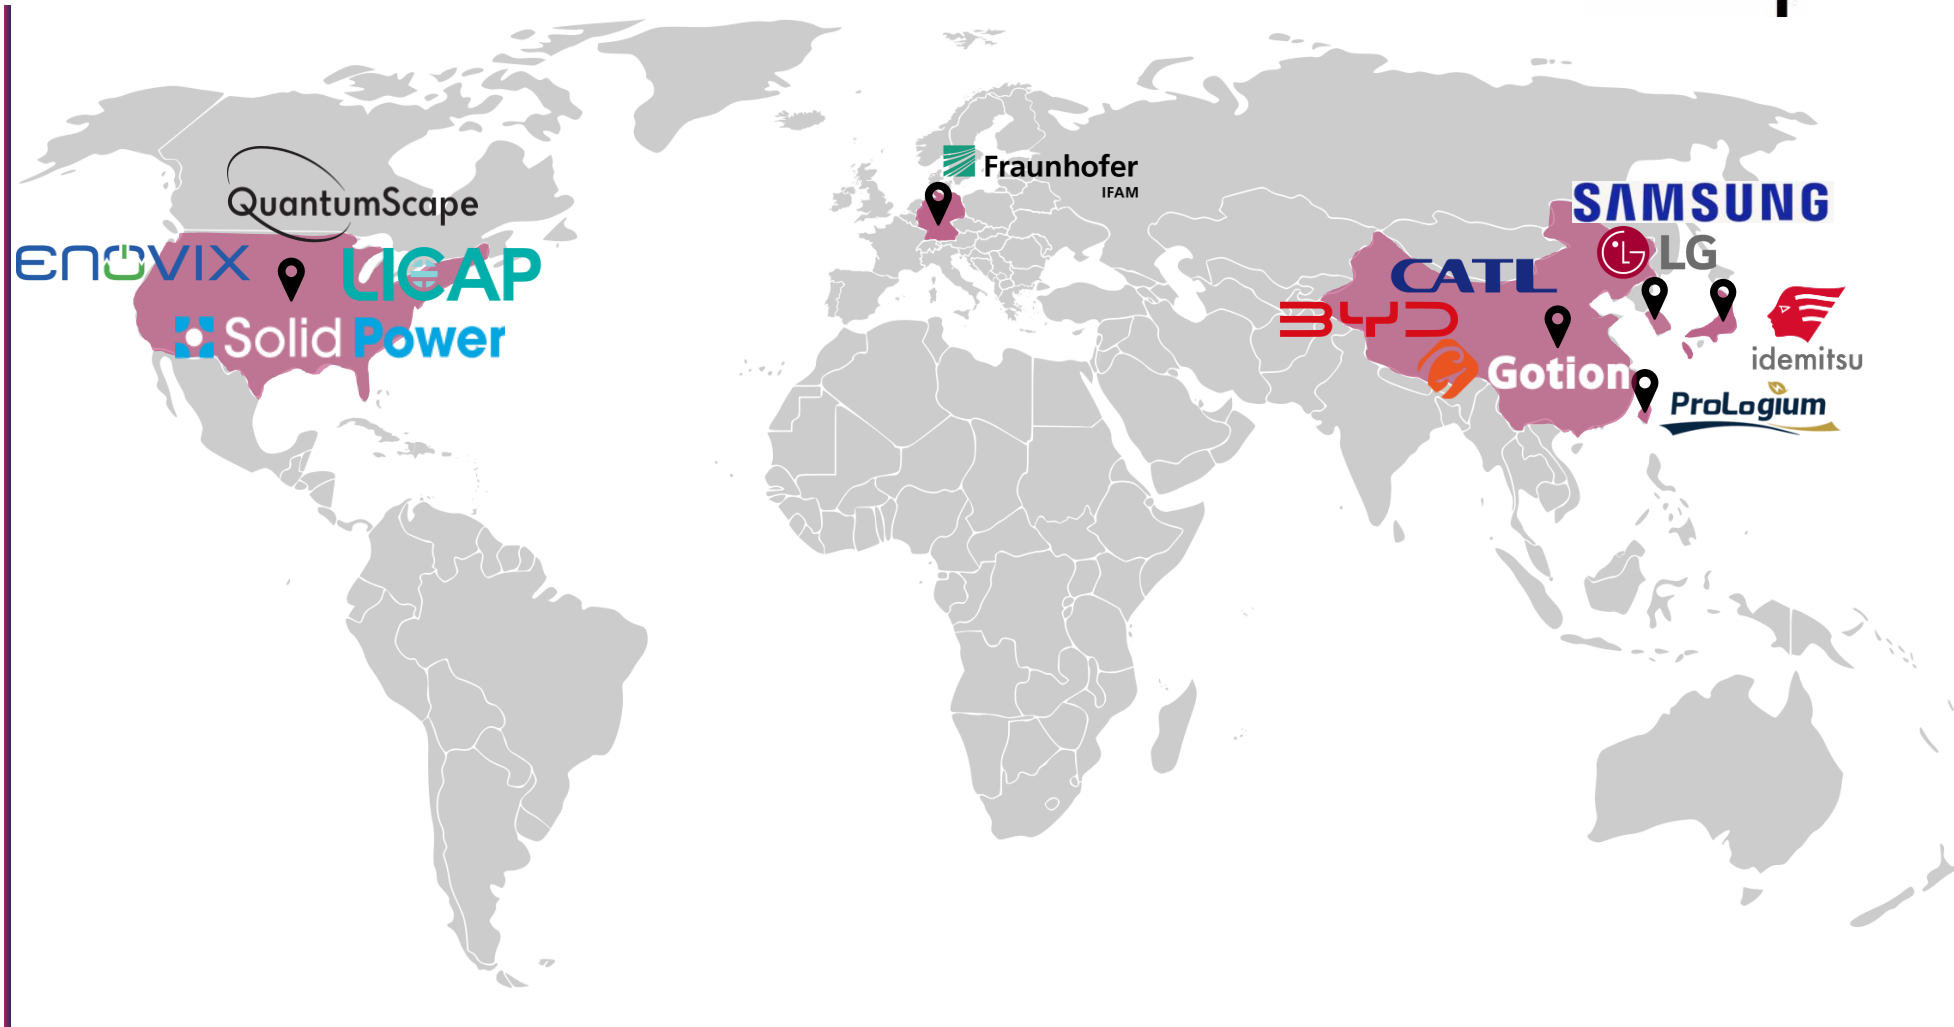 QuantumScape
ENOVIX
LICAP
Solid Power
Fraunhofer
IFAM
SAMSUNG
LG
CATL
BYD
idemitsu
Gotion
ProLogium